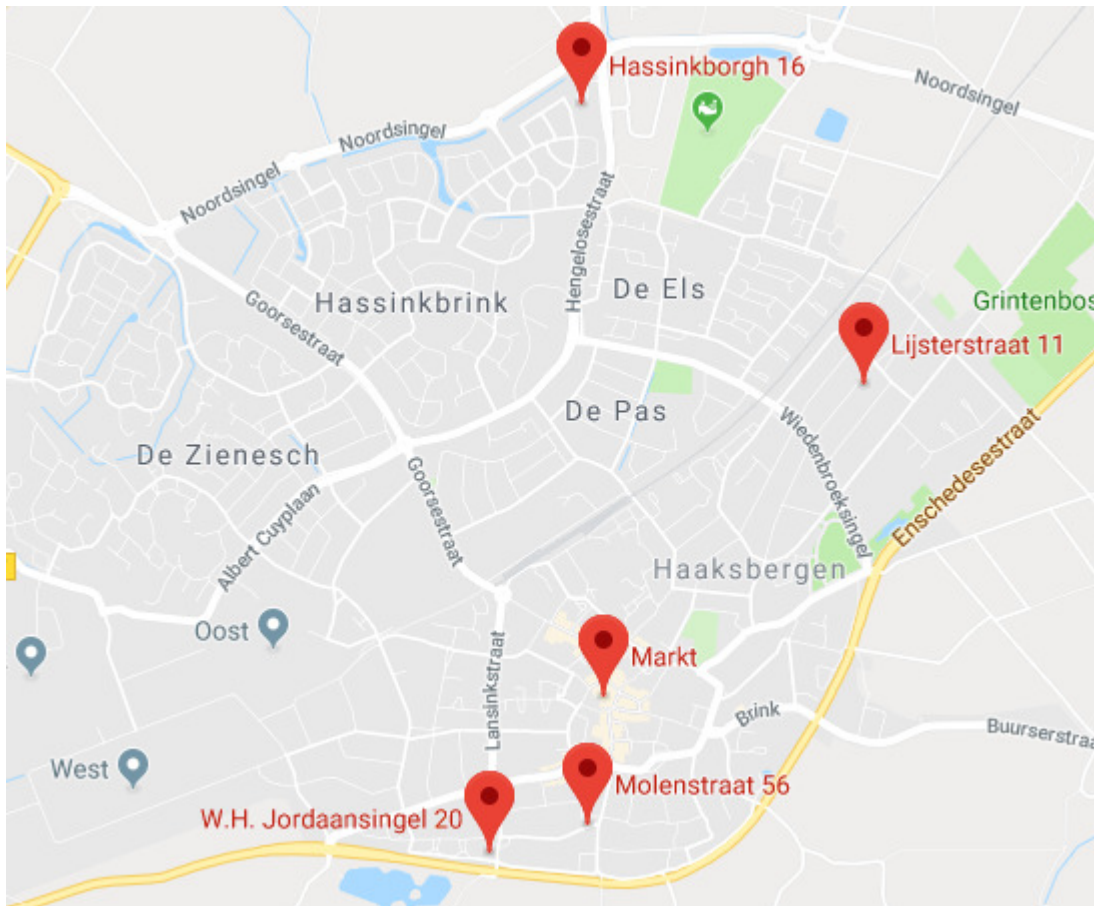 Hassinkborgh 16
Noordsingel
Noordsingel
Noordsingel
Hengelosestraat
De Els
Hassinkbrink
Goorsestraat
Grintenbos
Lijsterstraat 11
De Pas
Wiedenbroeksingel
De Zienesch
Goorsestraat
Albert Cuyplaan
Enschedesestraat
Haaksbergen
Oost
Markt
Lansinkstraat
Brink
Buurserstraa
West
Molenstraat 56
W.H. Jordaansingel 20